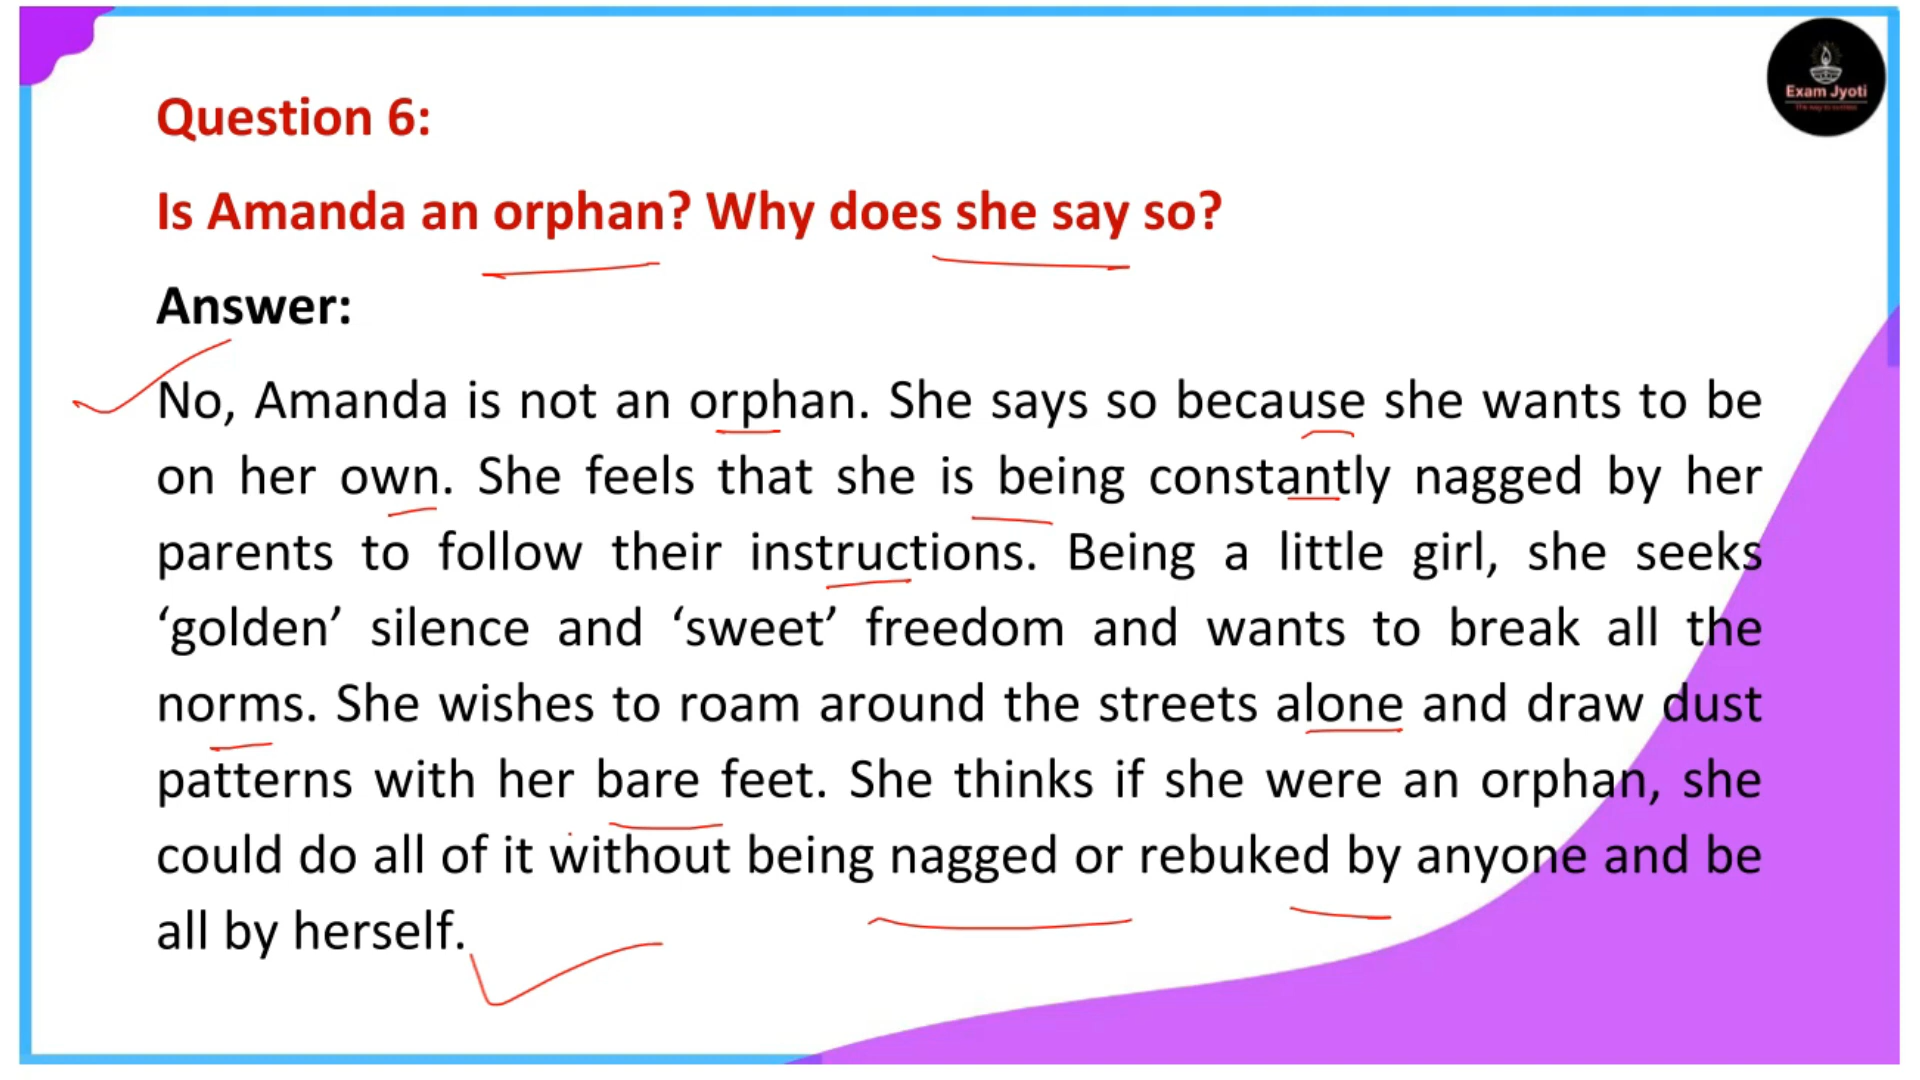 Exam Jyoti
The way to success
Question 6:
Is Amanda an orphan? Why does she say so?
Answer:
No, Amanda is not an orphan. She says so because she wants to be
on her own. She feels that she is being constantly nagged by her
parents to follow their instructions. Being a little girl, she seeks
‘golden’ silence and ‘sweet’ freedom and wants to break all the
norms. She wishes to roam around the streets alone and draw dust
patterns with her bare feet. She thinks if she were an orphan, she
could do all of it without being nagged or rebuked by anyone and be
all by herself.